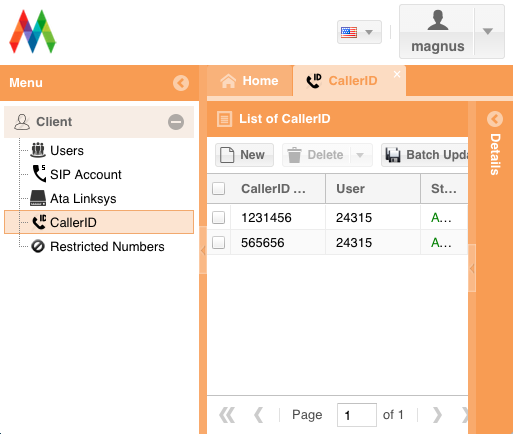 magnus
Menu
Home
CallerID
Client
Users
SIP Account
Ata Linksys
CallerID
Restricted Numbers
List of CallerID
New
Delete
Batch Upda
CallerID ...
User
St...
1231456
24315
A...
565656
24315
A...
Page
1
of 1
Details